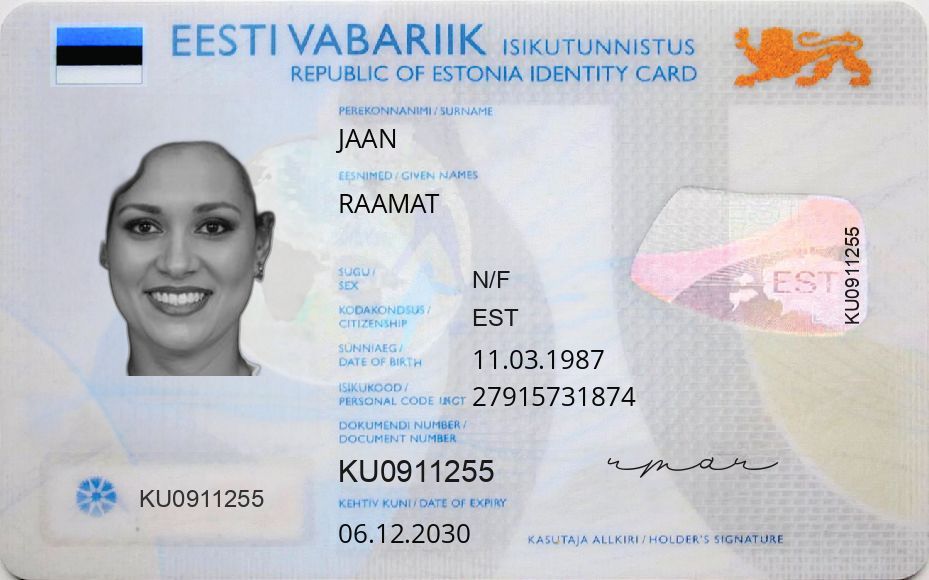 EESTI VABARIIK ISIKUTUNNISTUS
REPUBLIC OF ESTONIA IDENTITY CARD
PEREKONNANIMI / SURNAME
JAAN
EESNIMED / GIVEN NAMES
RAAMAT
SUGU /
SEX
N/F
KODAKONDSUS /
CITIZENSHIP
EST
SÜNNIAEG /
DATE OF BIRTH
11.03.1987
ISIKUKOOD /
PERSONAL CODE
27915731874
DOKUMENDI NUMBER /
DOCUMENT NUMBER
KU0911255
KEHTIV KUNI / DATE OF EXPIRY
06.12.2030
KU0911255
EST
KU0911255
KASUTAJA ALLKIRI / HOLDER'S SIGNATURE